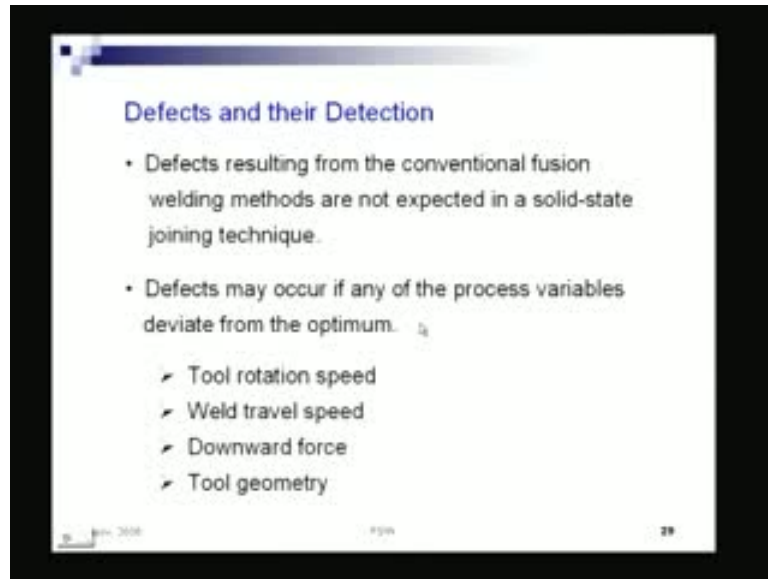 Defects and their Detection
• Defects resulting from the conventional fusion
welding methods are not expected in a solid-state
joining technique.
• Defects may occur if any of the process variables
deviate from the optimum.
➢ Tool rotation speed
➢ Weld travel speed
➢ Downward force
➢ Tool geometry
FSW 29